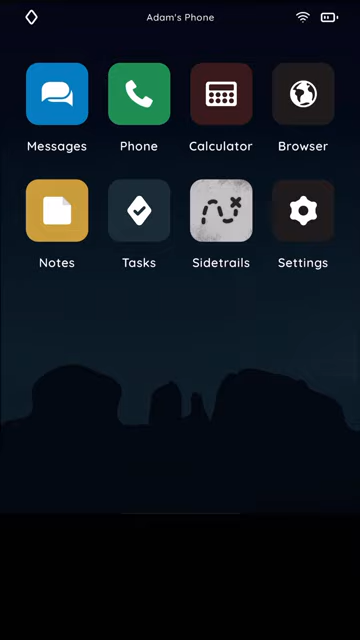 Adam's Phone
Messages Phone Calculator Browser
Notes Tasks Sidetrails Settings